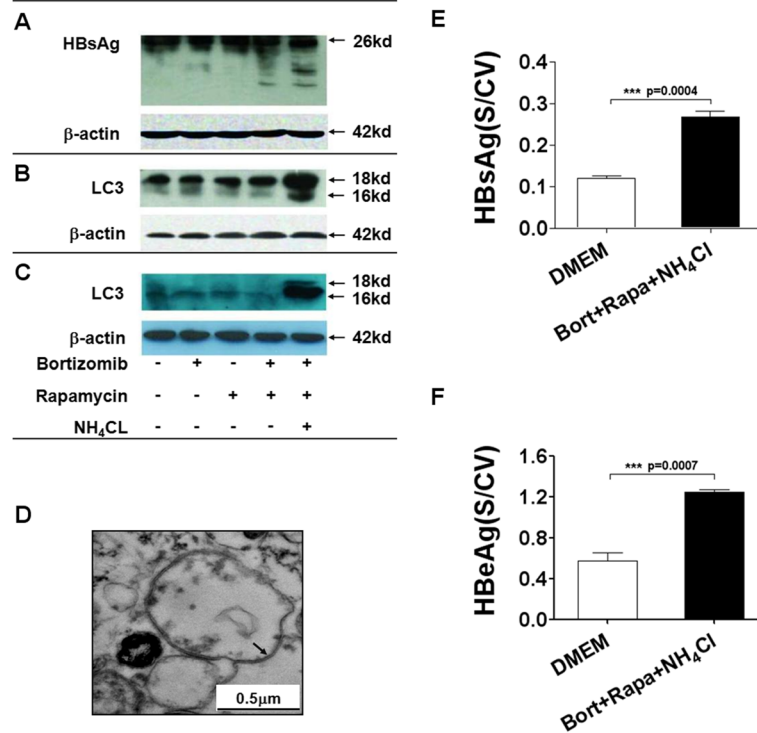 A
HBsAg
26kd
β-actin
42kd
B
LC3
18kd
16kd
β-actin
42kd
C
LC3
18kd
16kd
β-actin
42kd
Bortizomib - + - + +
Rapamycin - - + + +
NH₄CL - - - - +
D
0.5μm
E
HBsAg(S/CV)
0.4
0.3
0.2
0.1
0.0
*** p=0.0004
DMEM
Bort+Rapa+NH₄Cl
F
HBeAg(S/CV)
1.6
1.2
0.8
0.4
0.0
*** p=0.0007
DMEM
Bort+Rapa+NH₄Cl